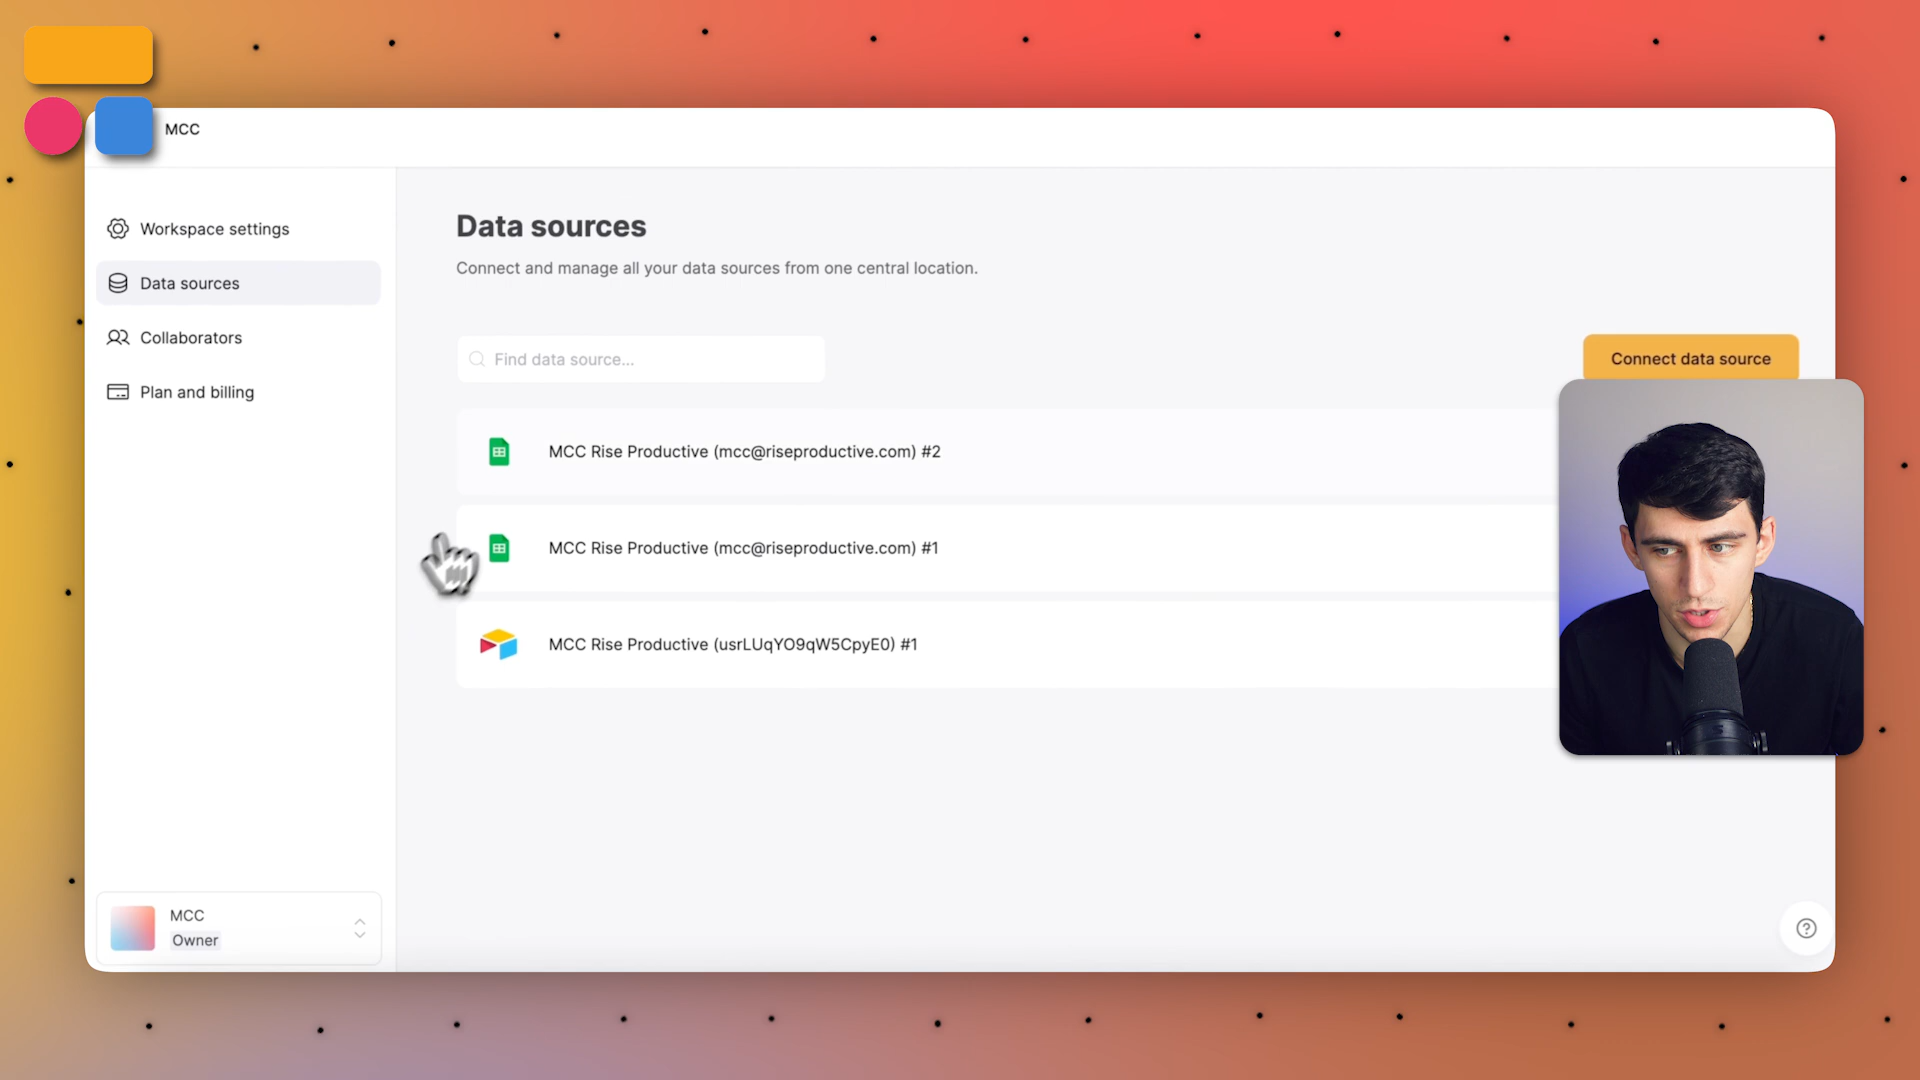 MCC
Workspace settings
Data sources
Collaborators
Plan and billing
Data sources
Connect and manage all your data sources from one central location.
Find data source...
Connect data source
MCC Rise Productive (mcc@riseproductive.com) #2
MCC Rise Productive (mcc@riseproductive.com) #1
MCC Rise Productive (usrLUqYO9qW5CpyE0) #1
MCC
Owner